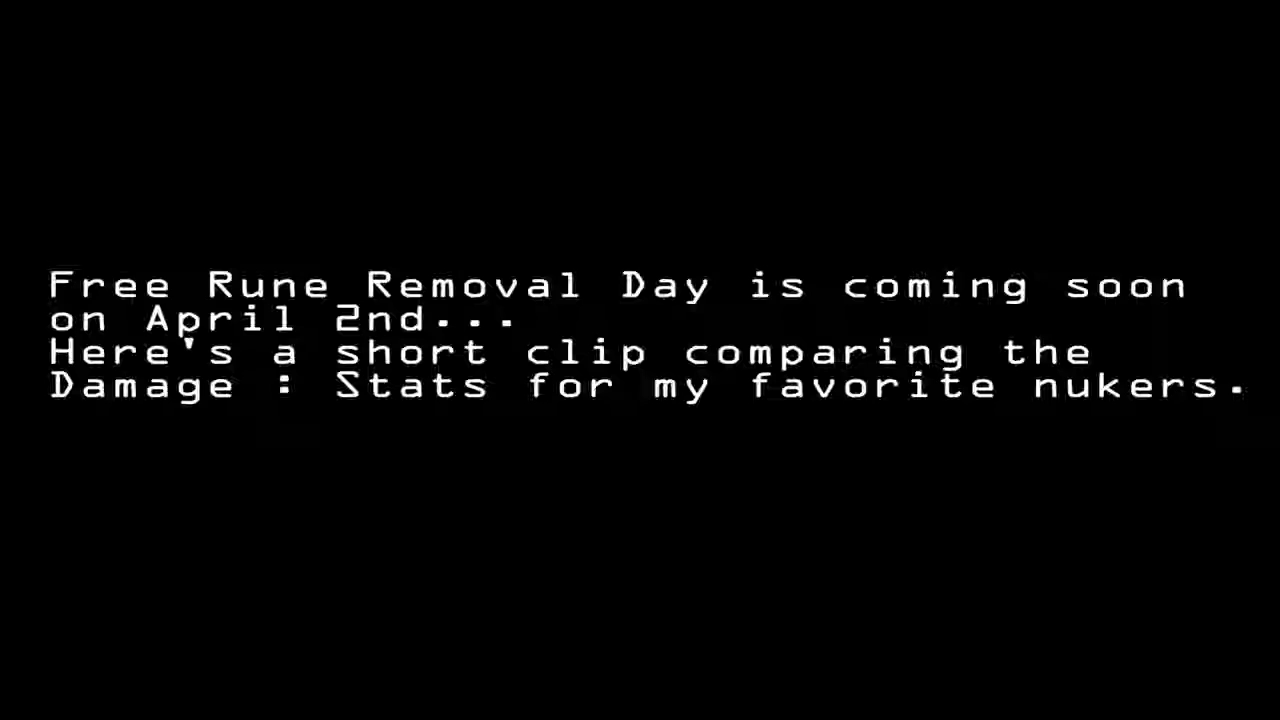 Free Rune Removal Day is coming soon
on April 2nd...
Here's a short clip comparing the
Damage : Stats for my favorite nukers.